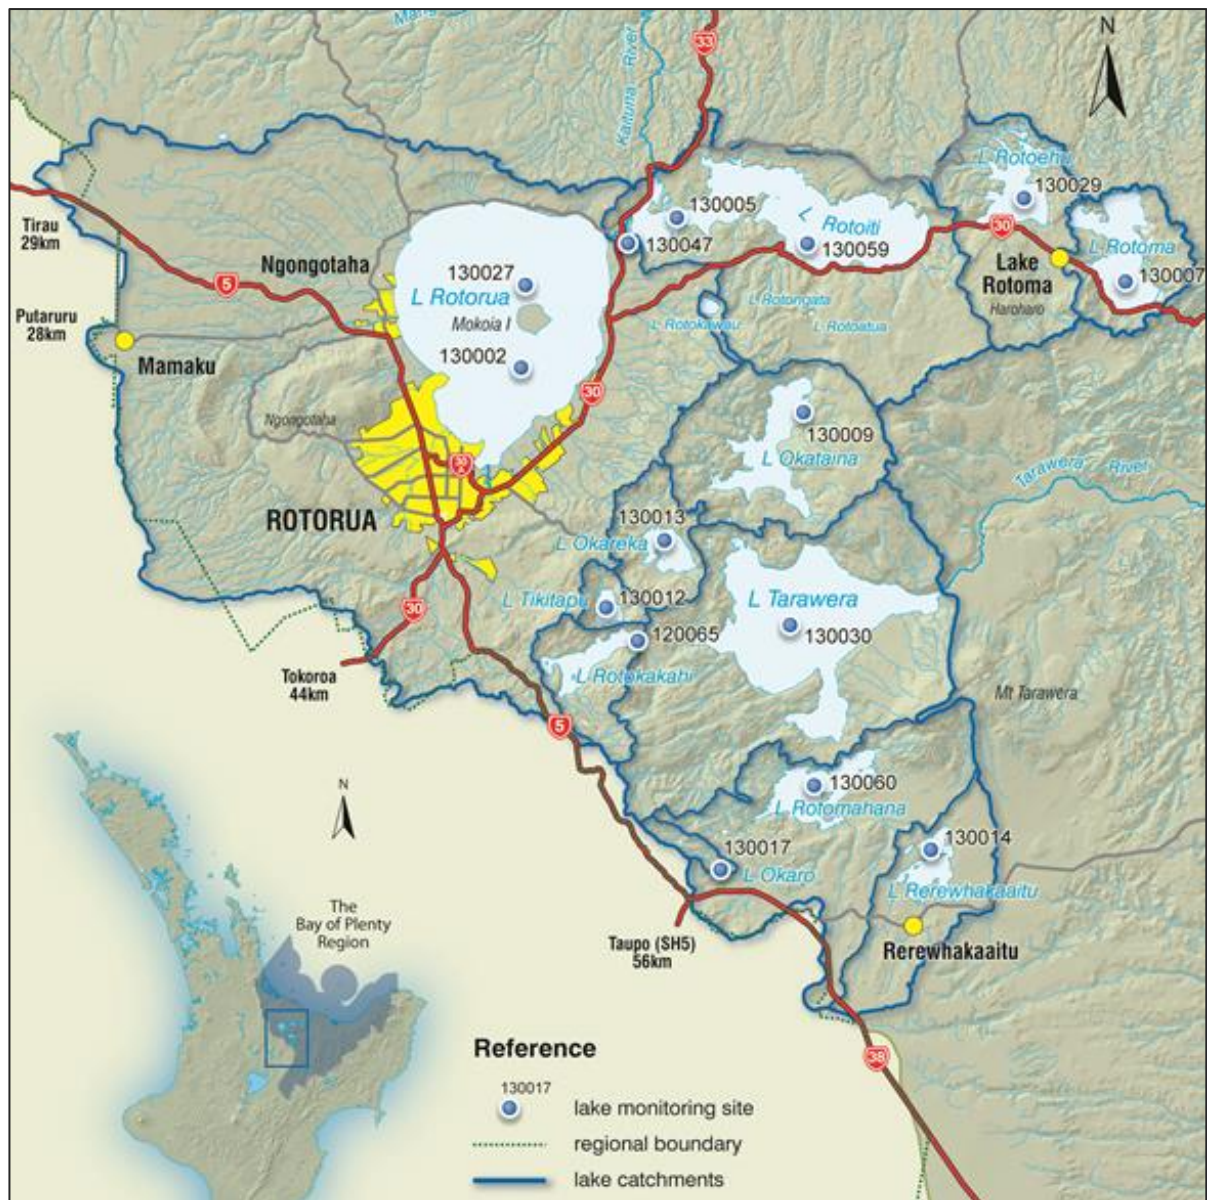 N
33
Kaituna River
L Rotoehu
130029
130005
L Rotoiti
130047
130059
30
L Rotoma
Lake
Rotoma
130007
Haroharo
Tirau
29km
Ngongotaha
5
130027
L Rotorua
Mokoia I
L Rotongata
L Rotokawau
L Rotoatua
Putaruru
28km
Mamaku
130002
30
Ngongotaha
130009
L Okataina
Tarawera River
ROTORUA
130013
L Okareka
L Tikitapu
130012
L Tarawera
30
120065
130030
L Rotokakahi
Tokoroa
44km
Mt Tarawera
5
130060
L Rotomahana
N
130017
L Okaro
130014
L Rerewhakaaitu
The
Bay of Plenty
Region
Taupo (SH5)
56km
Rerewhakaaitu
38
Reference
130017
lake monitoring site
regional boundary
lake catchments